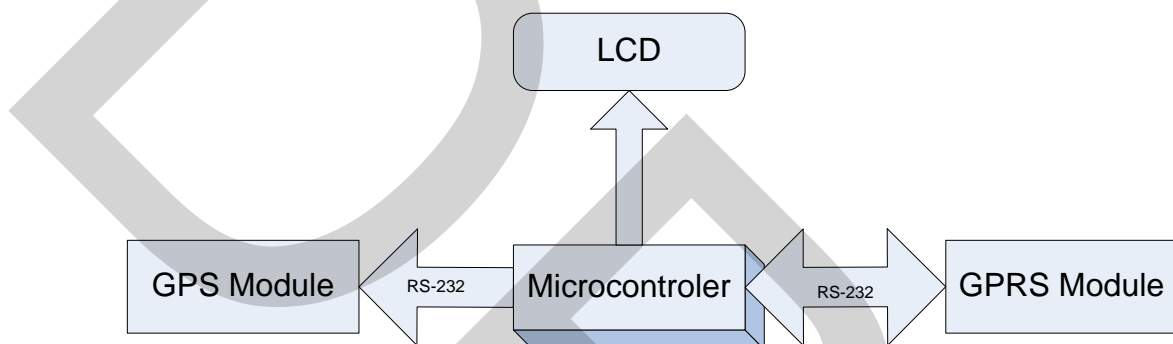 LCD
GPS Module
RS-232
Microcontroler
RS-232
GPRS Module